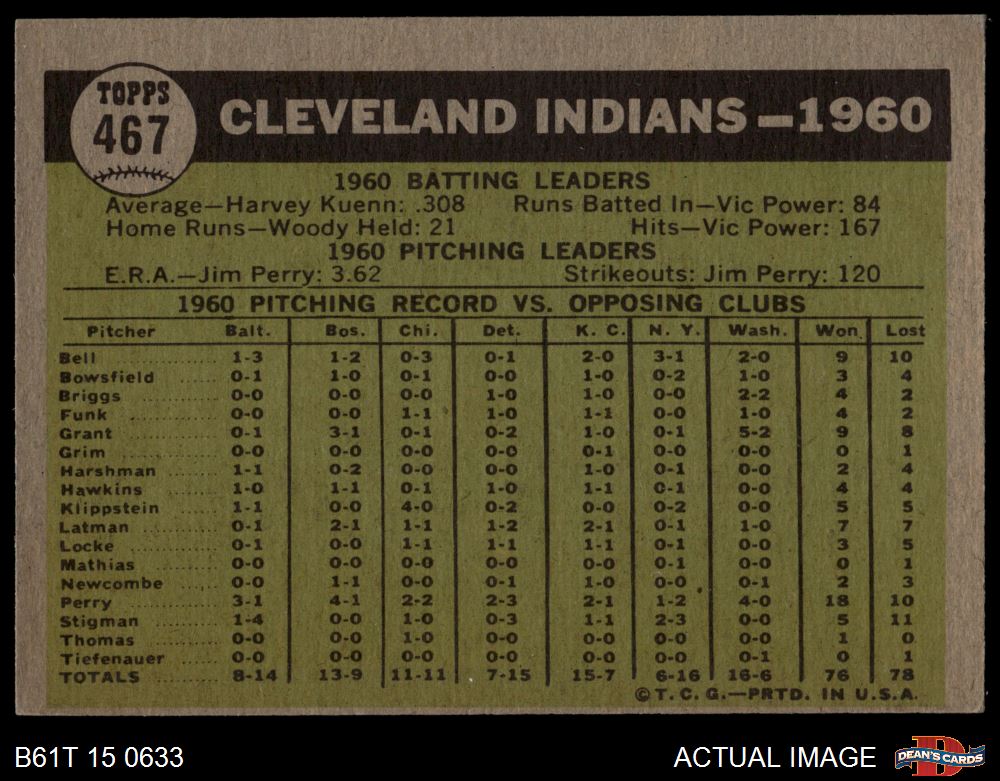 TOPPS
467
CLEVELAND INDIANS—1960
1960 BATTING LEADERS
Average—Harvey Kuenn: .308 Runs Batted In—Vic Power: 84
Home Runs—Woody Held: 21 Hits—Vic Power: 167
1960 PITCHING LEADERS
E.R.A.—Jim Perry: 3.62 Strikeouts: Jim Perry: 120
1960 PITCHING RECORD VS. OPPOSING CLUBS
Pitcher Balt. Bos. Chi. Det. K. C. N. Y. Wash. Won Lost
Bell ........... 1-3 1-2 0-3 0-1 2-0 3-1 2-0 9 10
Bowsfield ...... 0-1 1-0 0-1 0-0 1-0 0-2 1-0 3 4
Briggs ......... 0-0 0-0 0-0 1-0 1-0 0-0 2-2 4 2
Funk ........... 0-0 0-0 1-1 1-0 1-1 0-0 1-0 4 2
Grant .......... 0-1 3-1 0-1 0-2 1-0 0-1 5-2 9 8
Grim ........... 0-0 0-0 0-0 0-0 0-1 0-0 0-0 0 1
Harshman ....... 1-1 0-2 0-0 0-0 1-0 0-1 0-0 2 4
Hawkins ........ 1-0 1-1 0-1 1-0 1-1 0-1 0-0 4 4
Klippstein ..... 1-1 0-0 4-0 0-2 0-0 0-2 0-0 5 5
Latman ......... 0-1 2-1 1-1 1-2 2-1 0-1 1-0 7 7
Locke .......... 0-1 0-0 1-1 1-1 1-1 0-1 0-0 3 5
Mathias ........ 0-0 0-0 0-0 0-0 0-0 0-1 0-0 0 1
Newcombe ....... 0-0 1-1 0-0 0-1 1-0 0-0 0-1 2 3
Perry .......... 3-1 4-1 2-2 2-3 2-1 1-2 4-0 18 10
Stigman ........ 1-4 0-0 1-0 0-3 1-1 2-3 0-0 5 11
Thomas ......... 0-0 0-0 1-0 0-0 0-0 0-0 0-0 1 0
Tiefenauer ..... 0-0 0-0 0-0 0-0 0-0 0-0 0-1 0 1
TOTALS 8-14 13-9 11-11 7-15 15-7 6-16 16-6 76 78
© T. C. G.—PRTD. IN U.S.A.
B61T 15 0633 ACTUAL IMAGE D DEAN'S CARDS